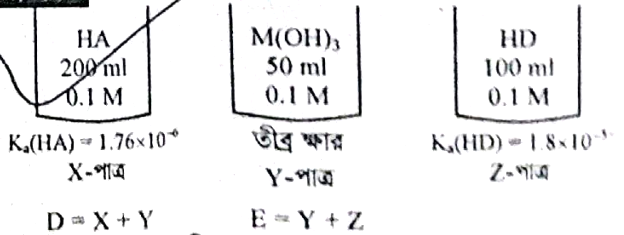 HA
200 ml
0.1 M
M(OH)₃
50 ml
0.1 M
HD
100 ml
0.1 M
Kₐ(HA) = 1.76×10⁻⁶
তীব্র ক্ষার
Kₐ(HD) = 1.8×10⁻⁵
X-পাত্র
Y-পাত্র
Z-পাত্র
D = X + Y
E = Y + Z